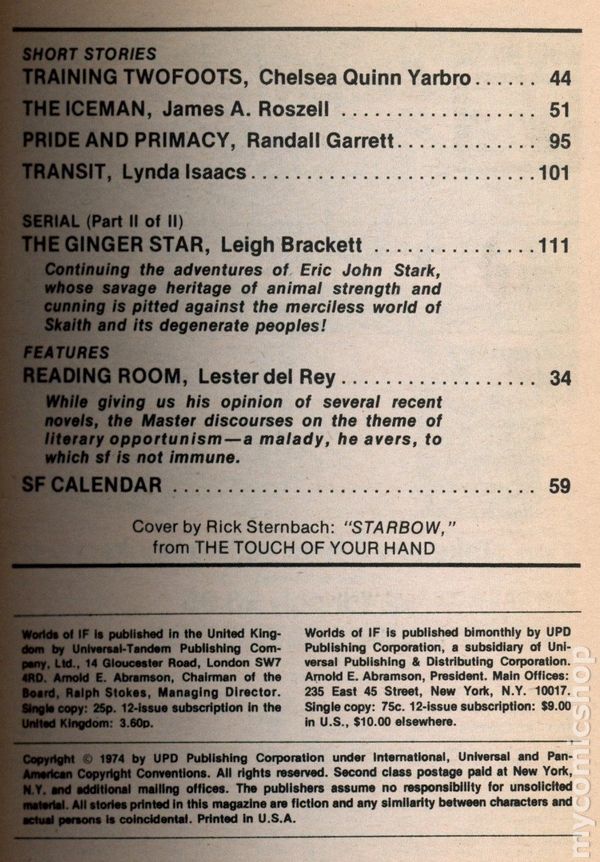 SHORT STORIES
TRAINING TWOFOOTS, Chelsea Quinn Yarbro...... 44
THE ICEMAN, James A. Roszell ................ 51
PRIDE AND PRIMACY, Randall Garrett............. 95
TRANSIT, Lynda Isaacs...................... 101
SERIAL (Part II of II)
THE GINGER STAR, Leigh Brackett ............. 111
Continuing the adventures of Eric John Stark,
whose savage heritage of animal strength and
cunning is pitted against the merciless world of
Skaith and its degenerate peoples!
FEATURES
READING ROOM, Lester del Rey................ 34
While giving us his opinion of several recent
novels, the Master discourses on the theme of
literary opportunism—a malady, he avers, to
which sf is not immune.
SF CALENDAR ............................ 59
Cover by Rick Sternbach: "STARBOW,"
from THE TOUCH OF YOUR HAND
Worlds of IF is published in the United King-
dom by Universal-Tandem Publishing Com-
pany, Ltd., 14 Gloucester Road, London SW7
4RD. Arnold E. Abramson, Chairman of the
Board, Ralph Stokes, Managing Director.
Single copy: 25p. 12-issue subscription in the
United Kingdom: 3.60p.
Worlds of IF is published bimonthly by UPD
Publishing Corporation, a subsidiary of Uni-
versal Publishing & Distributing Corporation.
Arnold E. Abramson, President. Main Offices:
235 East 45 Street, New York, N.Y. 10017.
Single copy: 75c. 12-issue subscription: $9.00
in U.S., $10.00 elsewhere.
Copyright © 1974 by UPD Publishing Corporation under International, Universal and Pan-
American Copyright Conventions. All rights reserved. Second class postage paid at New York,
N.Y. and additional mailing offices. The publishers assume no responsibility for unsolicited
material. All stories printed in this magazine are fiction and any similarity between characters and
actual persons is coincidental. Printed in U.S.A.
mycomicshop